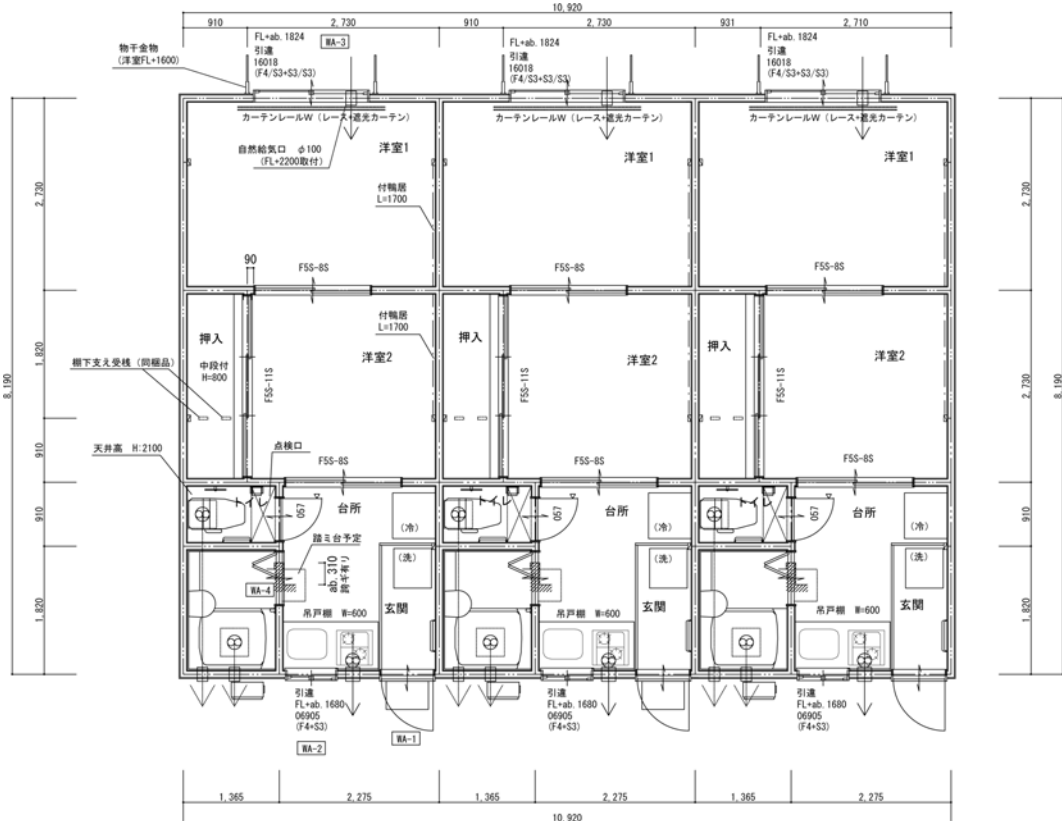 10,920
910
2,730
910
2,730
931
2,710
FL+ab. 1824
引違
16018
(F4/S3+S3/S3)
WA-3
FL+ab. 1824
引違
16018
(F4/S3+S3/S3)
FL+ab. 1824
引違
16018
(F4/S3+S3/S3)
物干金物
(洋室FL+1600)
カーテンレールW(レース+遮光カーテン)
カーテンレールW(レース+遮光カーテン)
カーテンレールW(レース+遮光カーテン)
自然給気口 φ100
(FL+2200取付)
洋室1
洋室1
洋室1
付鴨居
L=1700
2,730
2,730
90
F5S-8S
F5S-8S
F5S-8S
押入
中段付
H=800
F5S-11S
付鴨居
L=1700
洋室2
押入
F5S-11S
洋室2
押入
F5S-11S
洋室2
棚下支え受桟(同梱品)
1,820
8,190
2,730
8,190
910
天井高 H:2100
点検口
F5S-8S
F5S-8S
F5S-8S
トイレ
057
台所
(冷)
トイレ
057
台所
(冷)
トイレ
057
台所
(冷)
910
910
踏ミ台予定
(洗)
(洗)
(洗)
ab. 310
跨ギ有リ
WA-4
玄関
玄関
玄関
吊戸棚 W=600
吊戸棚 W=600
吊戸棚 W=600
1,820
1,820
引違
FL+ab. 1680
06905
(F4+S3)
WA-2
WA-1
引違
FL+ab. 1680
06905
(F4+S3)
引違
FL+ab. 1680
06905
(F4+S3)
1,365
2,275
1,365
2,275
1,365
2,275
10,920